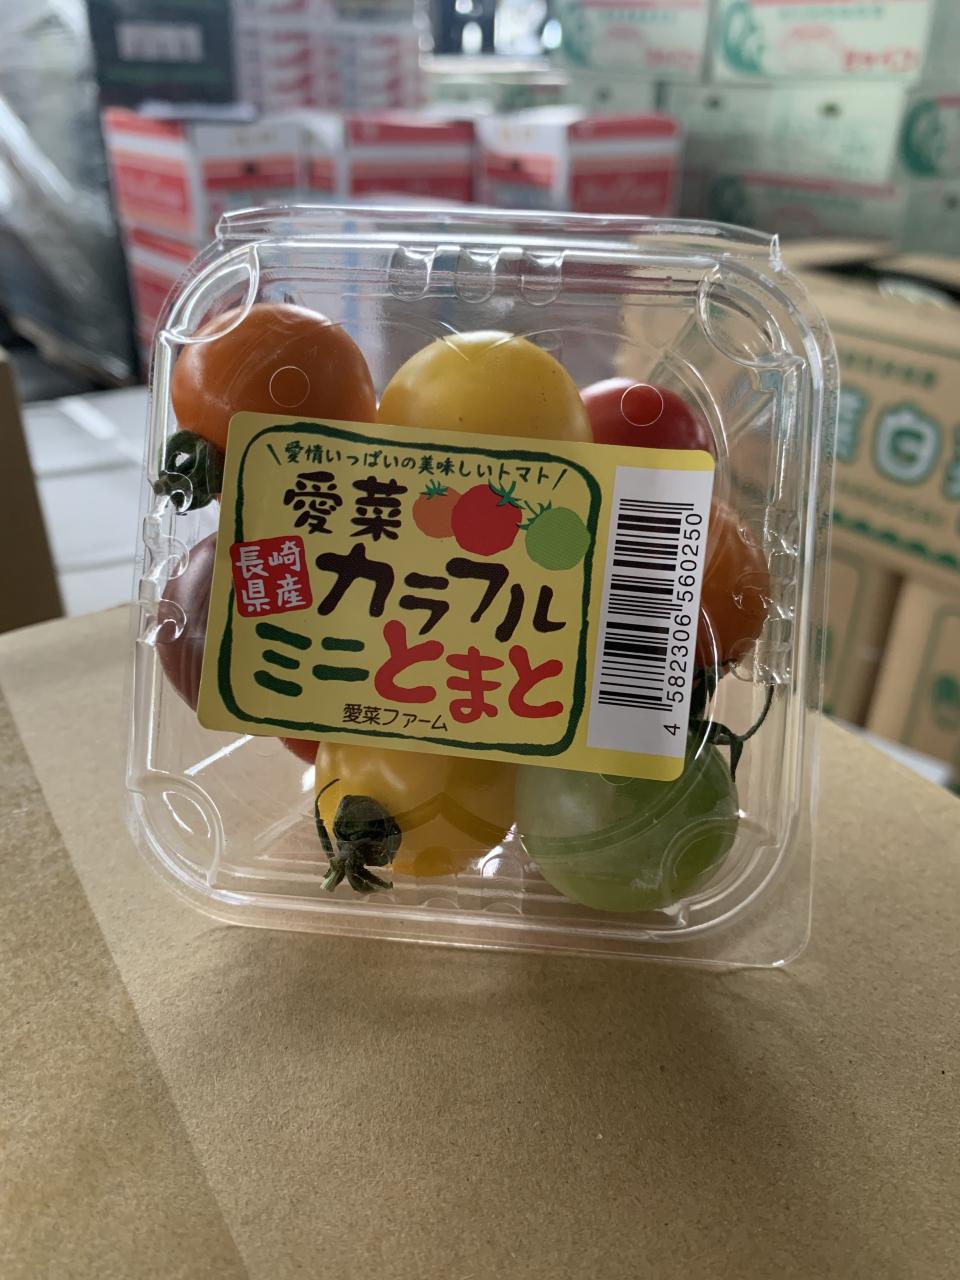 \愛情いっぱいの美味しいトマト/
愛菜
長崎
県産
カラフル
ミニとまと
愛菜ファーム
4 582306 560250
白